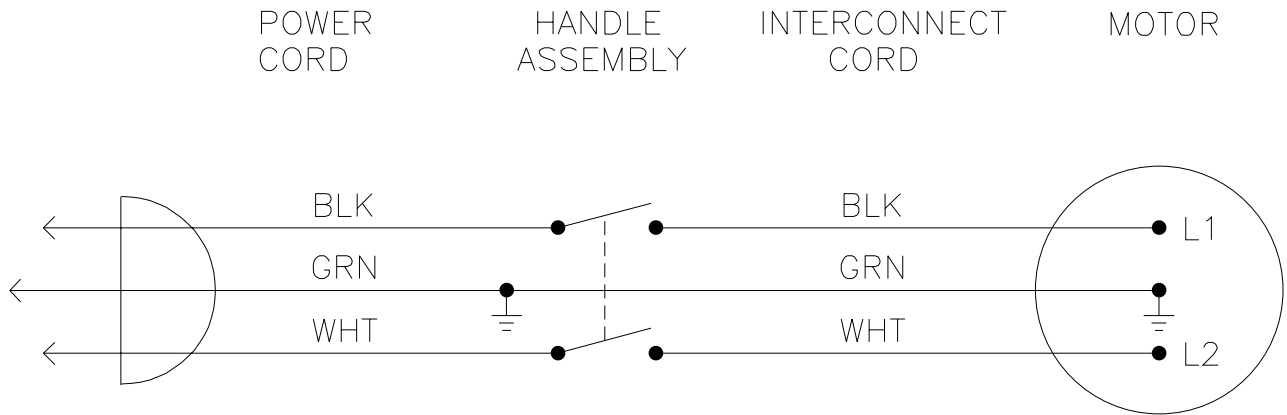 POWER
CORD
HANDLE
ASSEMBLY
INTERCONNECT
CORD
MOTOR
BLK
BLK
L1
GRN
GRN
WHT
WHT
L2